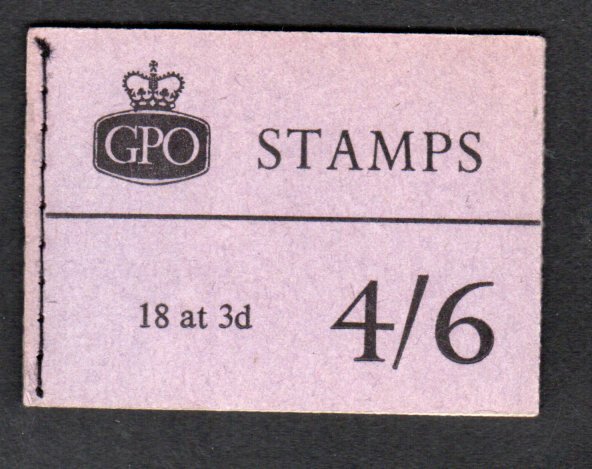 GPO STAMPS
18 at 3d 4/6